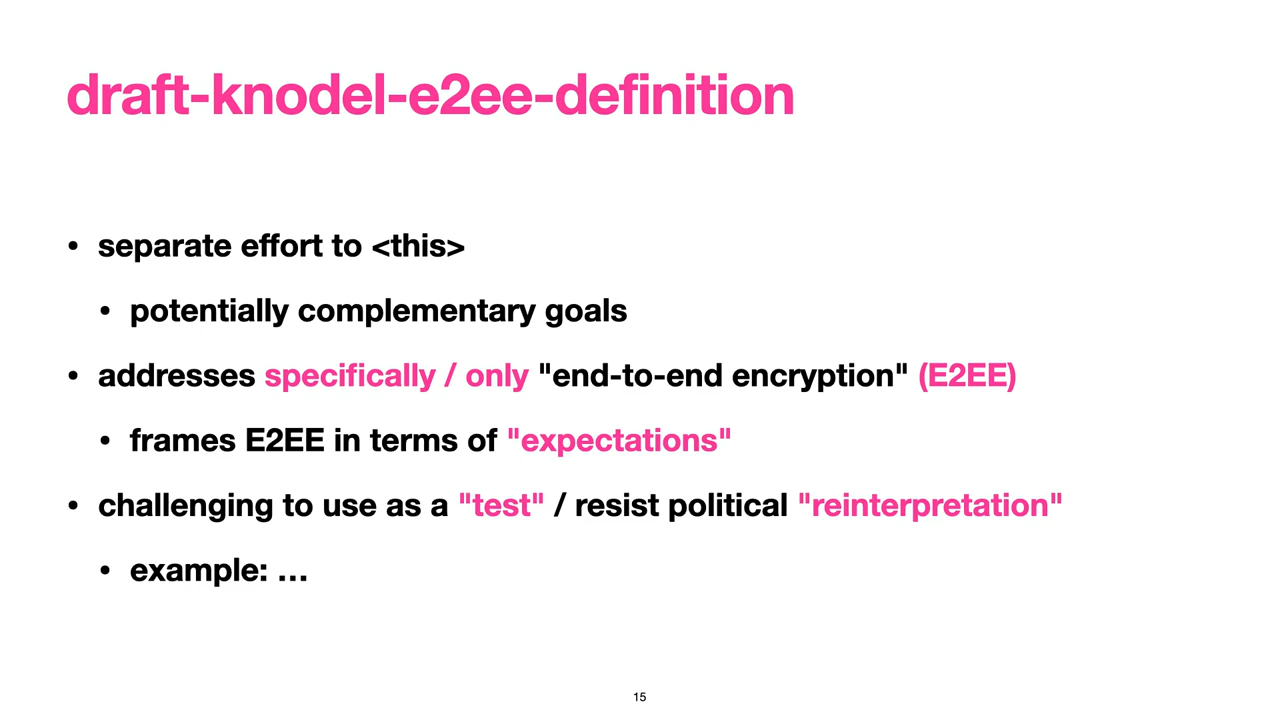 draft-knodel-e2ee-definition
• separate effort to <this>
• potentially complementary goals
• addresses specifically / only "end-to-end encryption" (E2EE)
• frames E2EE in terms of "expectations"
• challenging to use as a "test" / resist political "reinterpretation"
• example: …
15